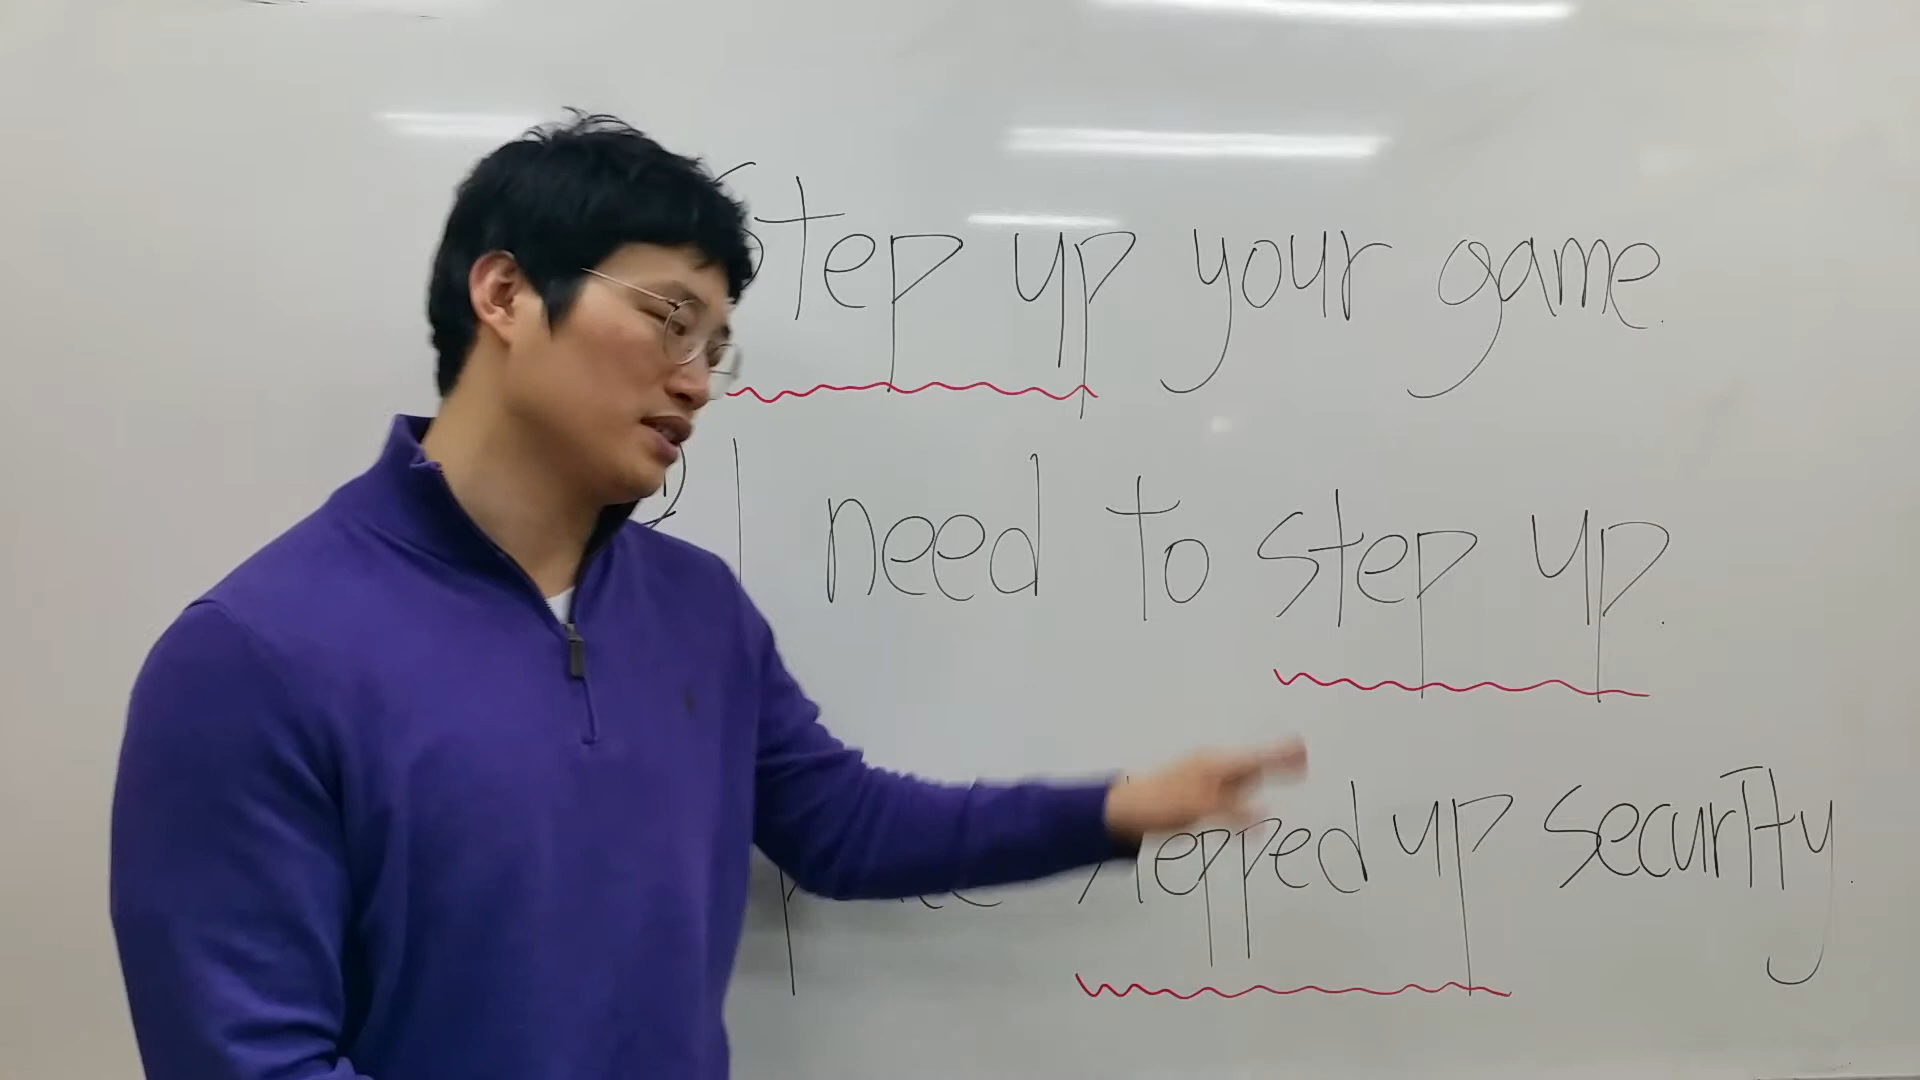 Step up your game.
I need to step up.
stepped up security.